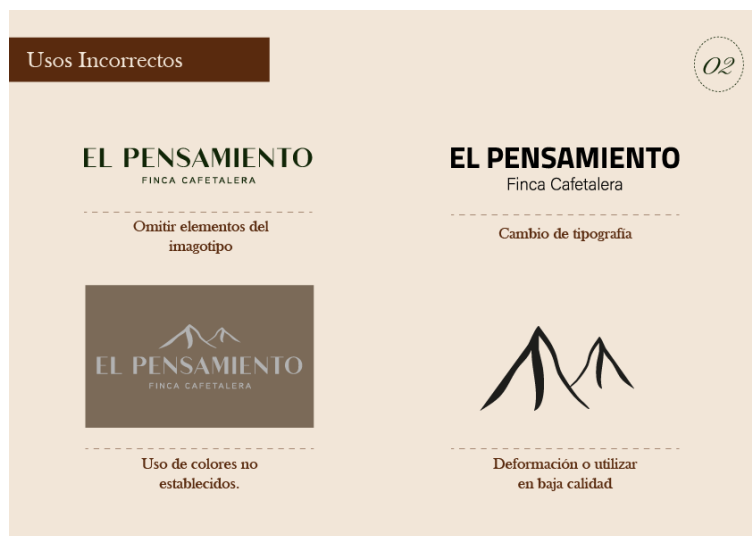 Usos Incorrectos
02
EL PENSAMIENTO
FINCA CAFETALERA
Omitir elementos del
imagotipo
EL PENSAMIENTO
Finca Cafetalera
Cambio de tipografía
EL PENSAMIENTO
FINCA CAFETALERA
Uso de colores no
establecidos.
Deformación o utilizar
en baja calidad